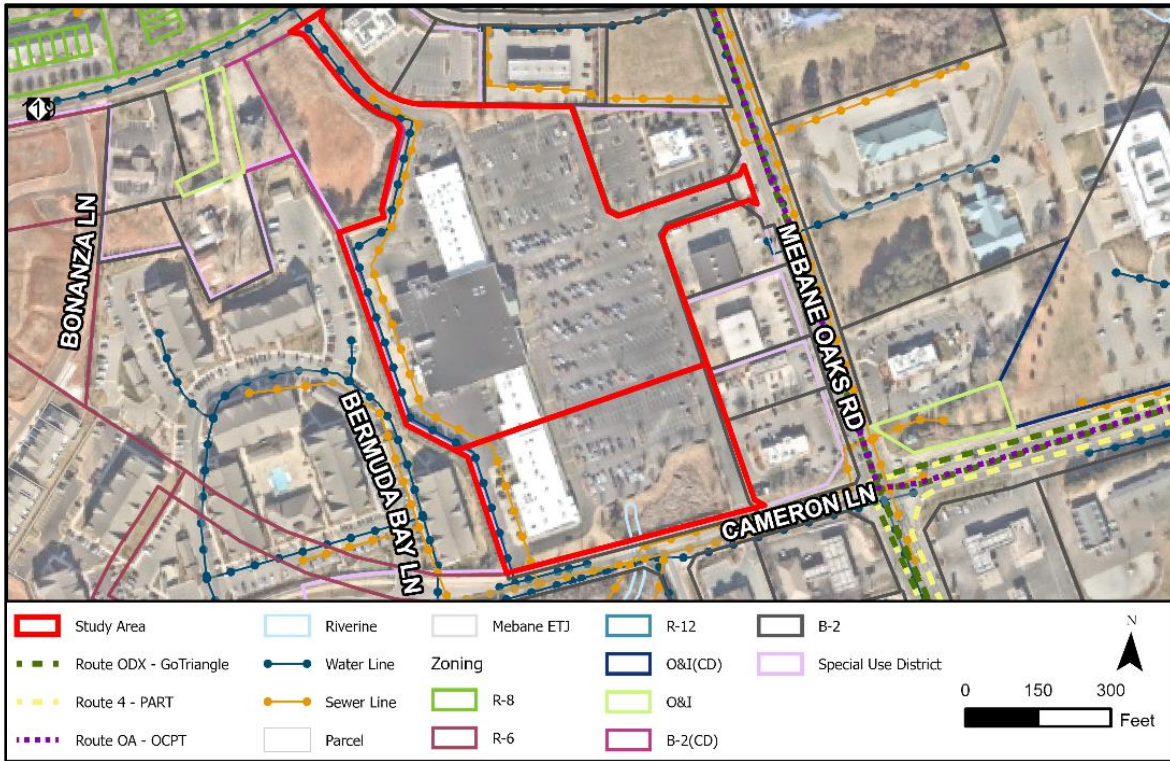 BONANZA LN
BERMUDA BAY LN
MEBANE OAKS RD
CAMERON LN
Study Area
Riverine
Mebane ETJ
R-12
B-2
Route ODX - GoTriangle
Water Line
Zoning
O&I(CD)
Special Use District
Route 4 - PART
Sewer Line
R-8
O&I
Route OA - OCPT
Parcel
R-6
B-2(CD)
N
0 150 300
Feet